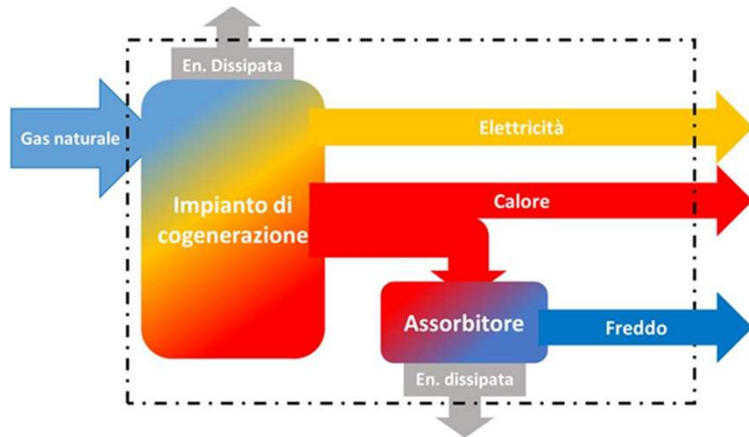 En. Dissipata
Gas naturale
Elettricità
Impianto di
cogenerazione
Calore
Assorbitore
Freddo
En. dissipata